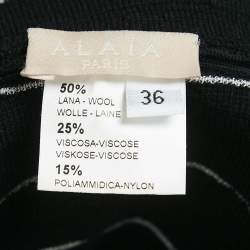 ALAÏA
PARIS
50%
LANA - WOOL
WOLLE - LAINE
25%
VISCOSA-VISCOSE
VISKOSE-VISCOSE
15%
POLIAMMIDICA-NYLON
36